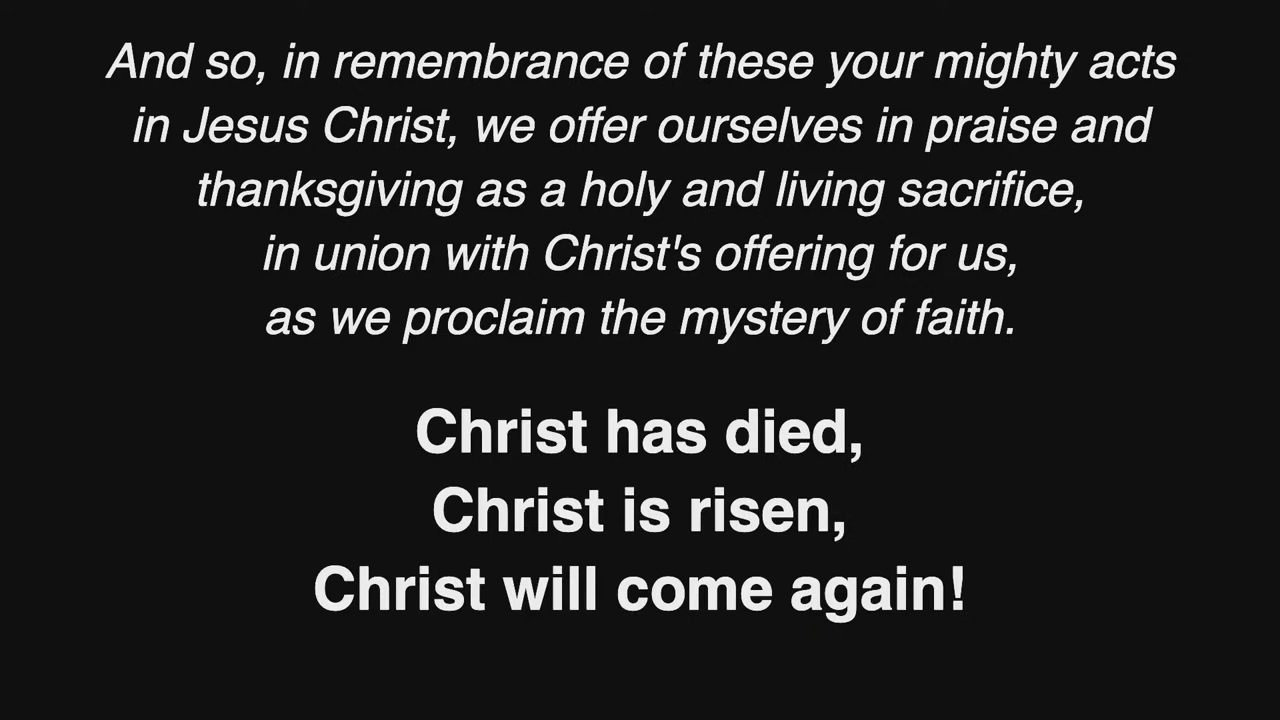 And so, in remembrance of these your mighty acts
in Jesus Christ, we offer ourselves in praise and
thanksgiving as a holy and living sacrifice,
in union with Christ's offering for us,
as we proclaim the mystery of faith.
Christ has died,
Christ is risen,
Christ will come again!